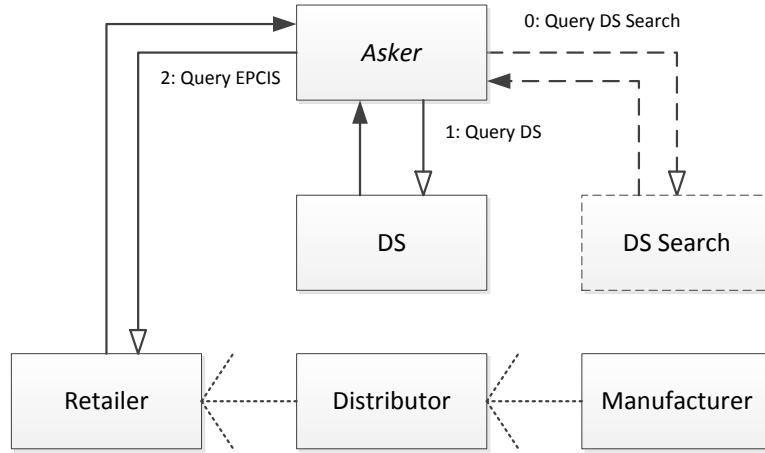 0: Query DS Search
Asker
2: Query EPCIS
1: Query DS
DS
DS Search
Retailer
Distributor
Manufacturer